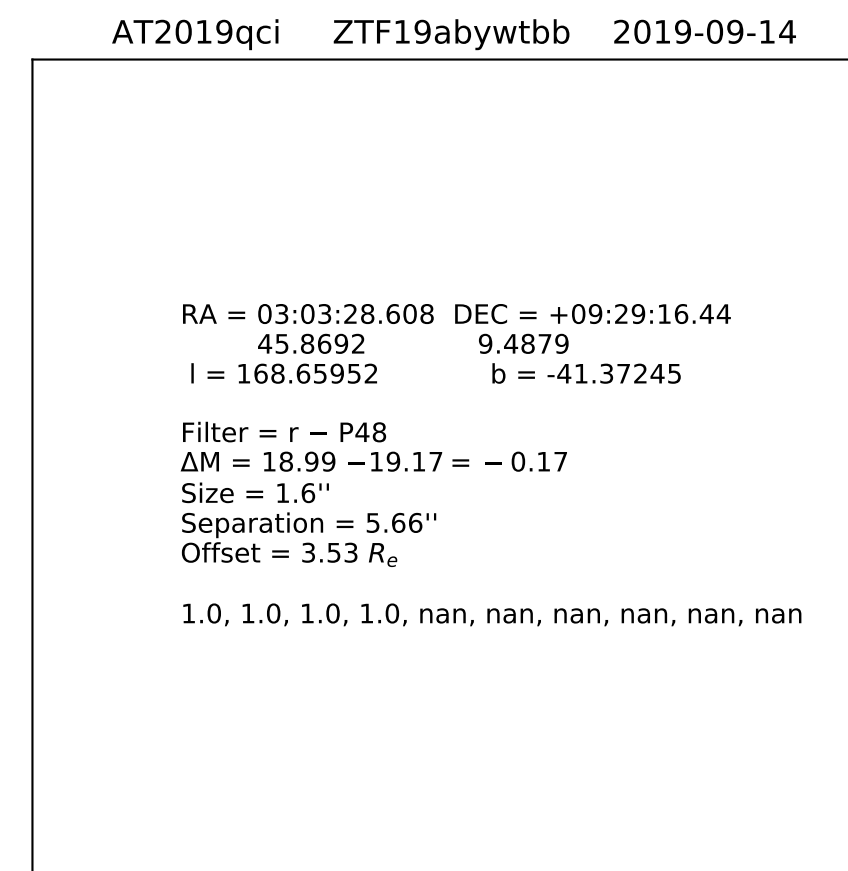 AT2019qci ZTF19abywtbb 2019-09-14
RA = 03:03:28.608 DEC = +09:29:16.44
45.8692 9.4879
l = 168.65952 b = -41.37245
Filter = r − P48
ΔM = 18.99 −19.17 = − 0.17
Size = 1.6''
Separation = 5.66''
Offset = 3.53 Re
1.0, 1.0, 1.0, 1.0, nan, nan, nan, nan, nan, nan